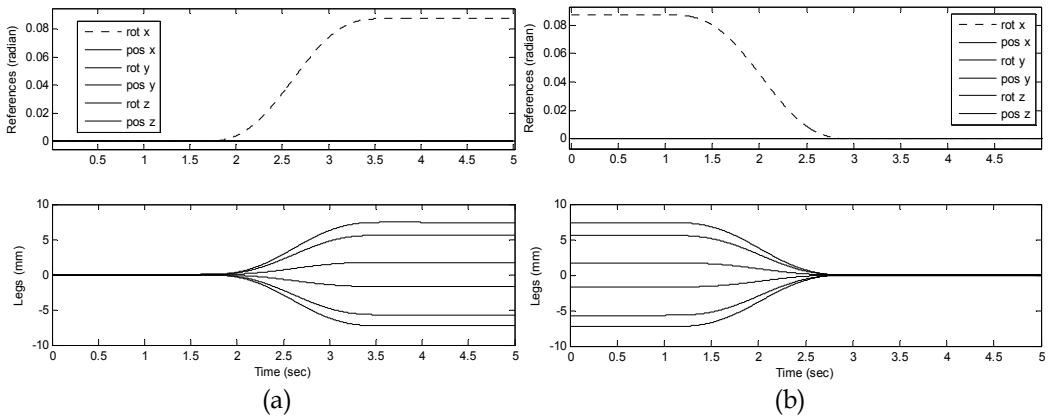 References (radian)
0.08
0.06
0.04
0.02
0
rot x
pos x
rot y
pos y
rot z
pos z
0.5 1 1.5 2 2.5 3 3.5 4 4.5 5
Legs (mm)
10
5
0
-5
-10
0 0.5 1 1.5 2 2.5 3 3.5 4 4.5 5
Time (sec)
(a)
References (radian)
0.08
0.06
0.04
0.02
0
rot x
pos x
rot y
pos y
rot z
pos z
0 0.5 1 1.5 2 2.5 3 3.5 4 4.5
Legs (mm)
10
5
0
-5
-10
0 0.5 1 1.5 2 2.5 3 3.5 4 4.5 5
Time (sec)
(b)